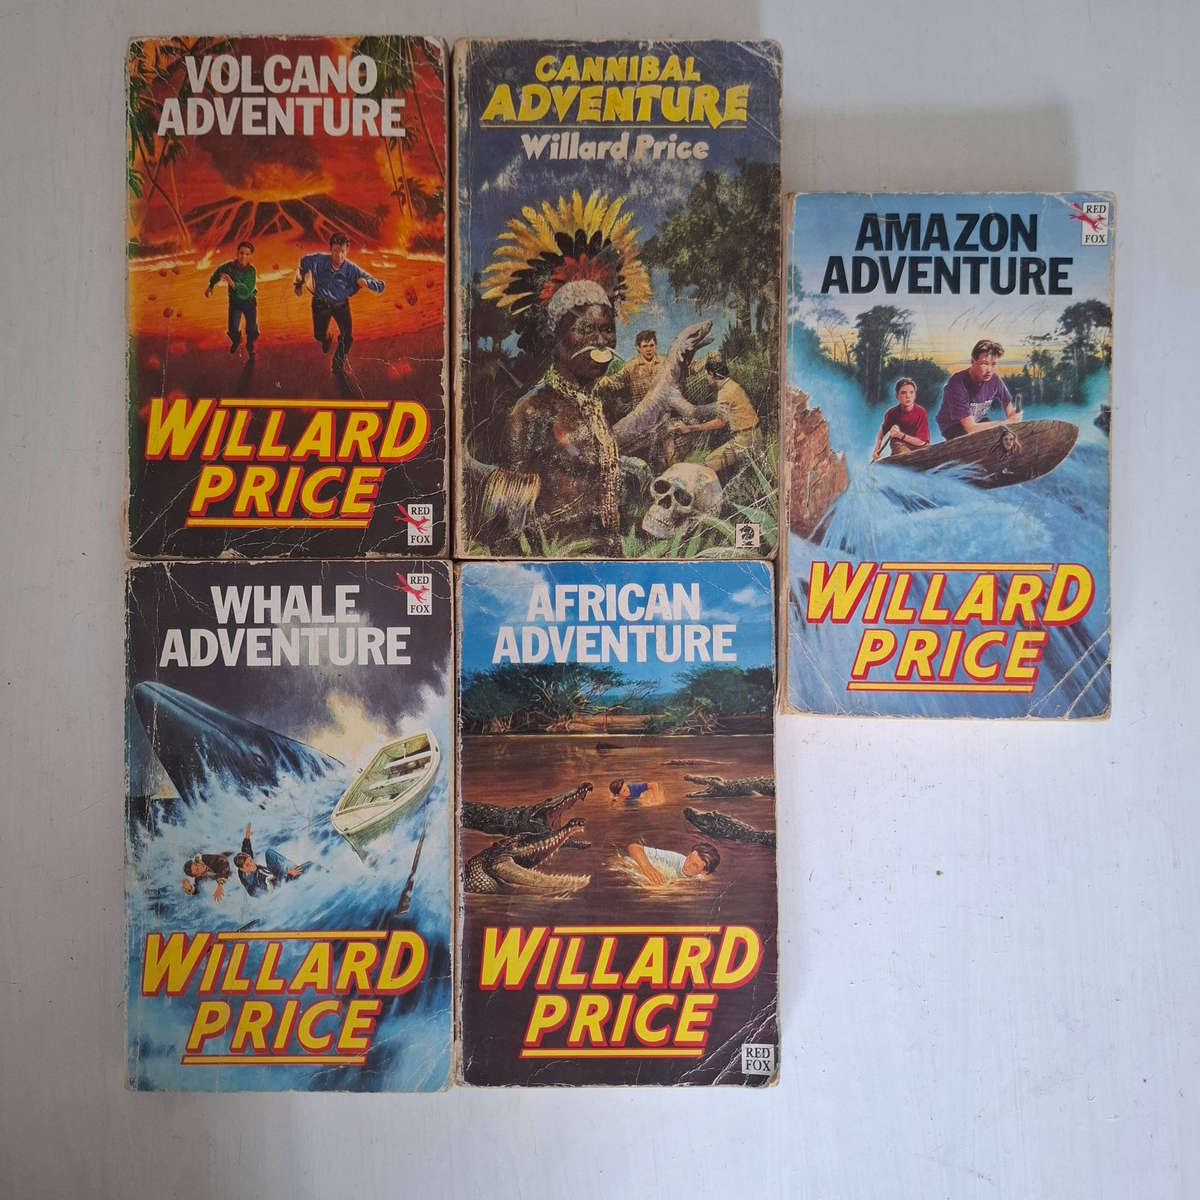 VOLCANO
ADVENTURE
WILLARD
PRICE
RED
FOX
CANNIBAL
ADVENTURE
Willard Price
RED
FOX
AMAZON
ADVENTURE
WILLARD
PRICE
RED
FOX
WHALE
ADVENTURE
WILLARD
PRICE
AFRICAN
ADVENTURE
WILLARD
PRICE
RED
FOX